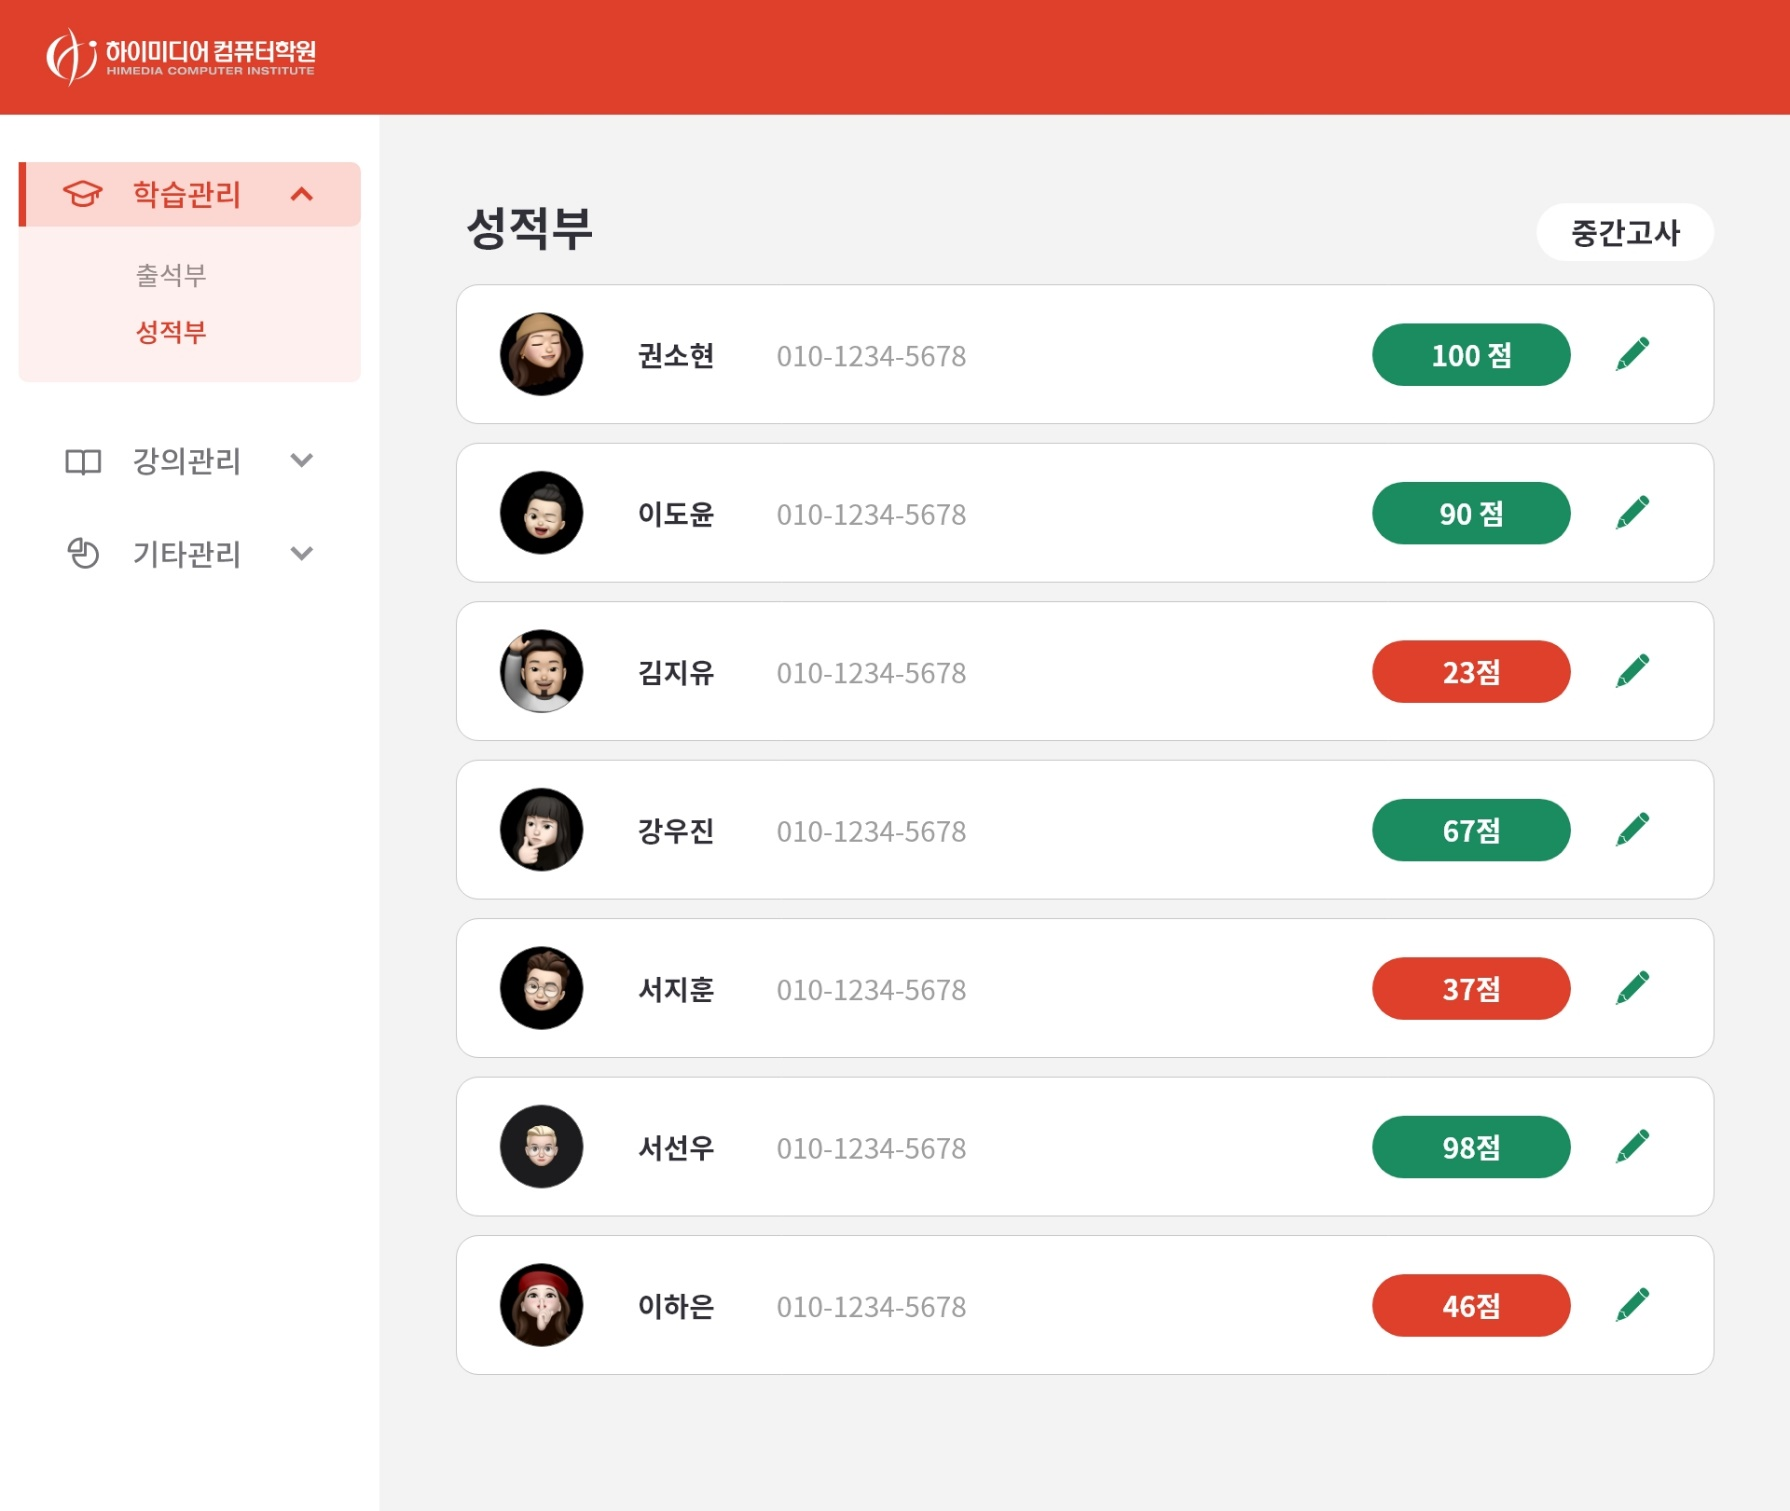 하이미디어 컴퓨터학원
HIMEDIA COMPUTER INSTITUTE
학습관리
출석부
성적부
강의관리
기타관리
성적부
중간고사
권소현 010-1234-5678 100 점
이도윤 010-1234-5678 90 점
김지유 010-1234-5678 23점
강우진 010-1234-5678 67점
서지훈 010-1234-5678 37점
서선우 010-1234-5678 98점
이하은 010-1234-5678 46점